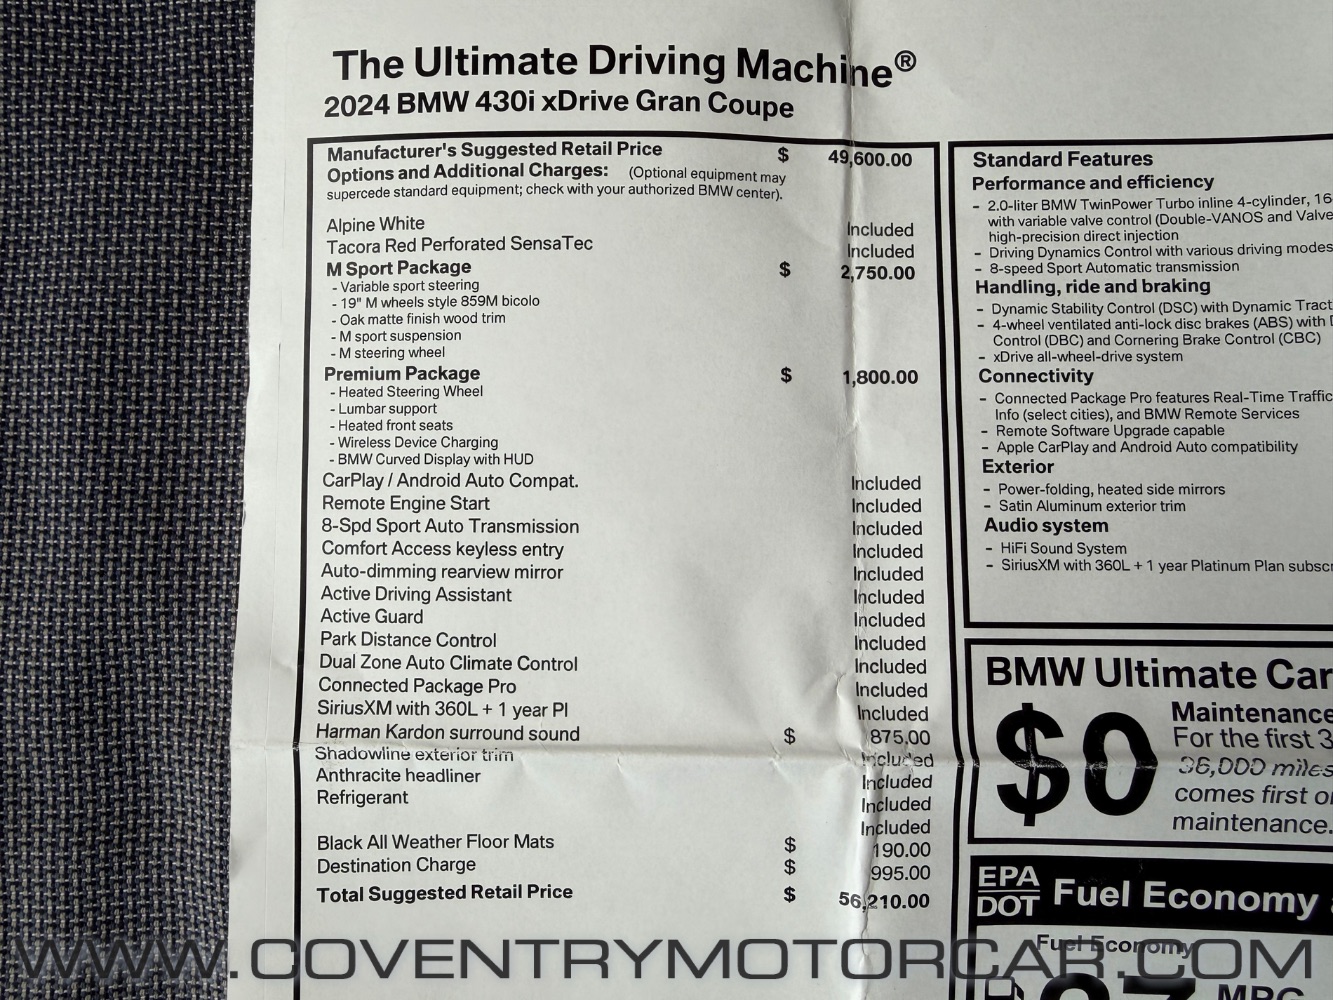 The Ultimate Driving Machine®
2024 BMW 430i xDrive Gran Coupe
Manufacturer's Suggested Retail Price $ 49,600.00
Options and Additional Charges: (Optional equipment may
supercede standard equipment; check with your authorized BMW center).
Alpine White Included
Tacora Red Perforated SensaTec Included
M Sport Package $ 2,750.00
- Variable sport steering
- 19" M wheels style 859M bicolo
- Oak matte finish wood trim
- M sport suspension
- M steering wheel
Premium Package $ 1,800.00
- Heated Steering Wheel
- Lumbar support
- Heated front seats
- Wireless Device Charging
- BMW Curved Display with HUD
CarPlay / Android Auto Compat. Included
Remote Engine Start Included
8-Spd Sport Auto Transmission Included
Comfort Access keyless entry Included
Auto-dimming rearview mirror Included
Active Driving Assistant Included
Active Guard Included
Park Distance Control Included
Dual Zone Auto Climate Control Included
Connected Package Pro Included
SiriusXM with 360L + 1 year Pl Included
Harman Kardon surround sound $ 875.00
Shadowline exterior trim Included
Anthracite headliner Included
Refrigerant Included
Included
Black All Weather Floor Mats $ 190.00
Destination Charge $ 995.00
Total Suggested Retail Price $ 56,210.00
Standard Features
Performance and efficiency
- 2.0-liter BMW TwinPower Turbo inline 4-cylinder, 16
with variable valve control (Double-VANOS and Valve
high-precision direct injection
- Driving Dynamics Control with various driving modes
- 8-speed Sport Automatic transmission
Handling, ride and braking
- Dynamic Stability Control (DSC) with Dynamic Tract
- 4-wheel ventilated anti-lock disc brakes (ABS) with
Control (DBC) and Cornering Brake Control (CBC)
- xDrive all-wheel-drive system
Connectivity
- Connected Package Pro features Real-Time Traffic
Info (select cities), and BMW Remote Services
- Remote Software Upgrade capable
- Apple CarPlay and Android Auto compatibility
Exterior
- Power-folding, heated side mirrors
- Satin Aluminum exterior trim
Audio system
- HiFi Sound System
- SiriusXM with 360L + 1 year Platinum Plan subscr
BMW Ultimate Car
$0
Maintenance
For the first 3
36,000 miles
comes first o
maintenance.
EPA
DOT
Fuel Economy
Fuel Economy
MPG
WWW.COVENTRYMOTORCAR.COM